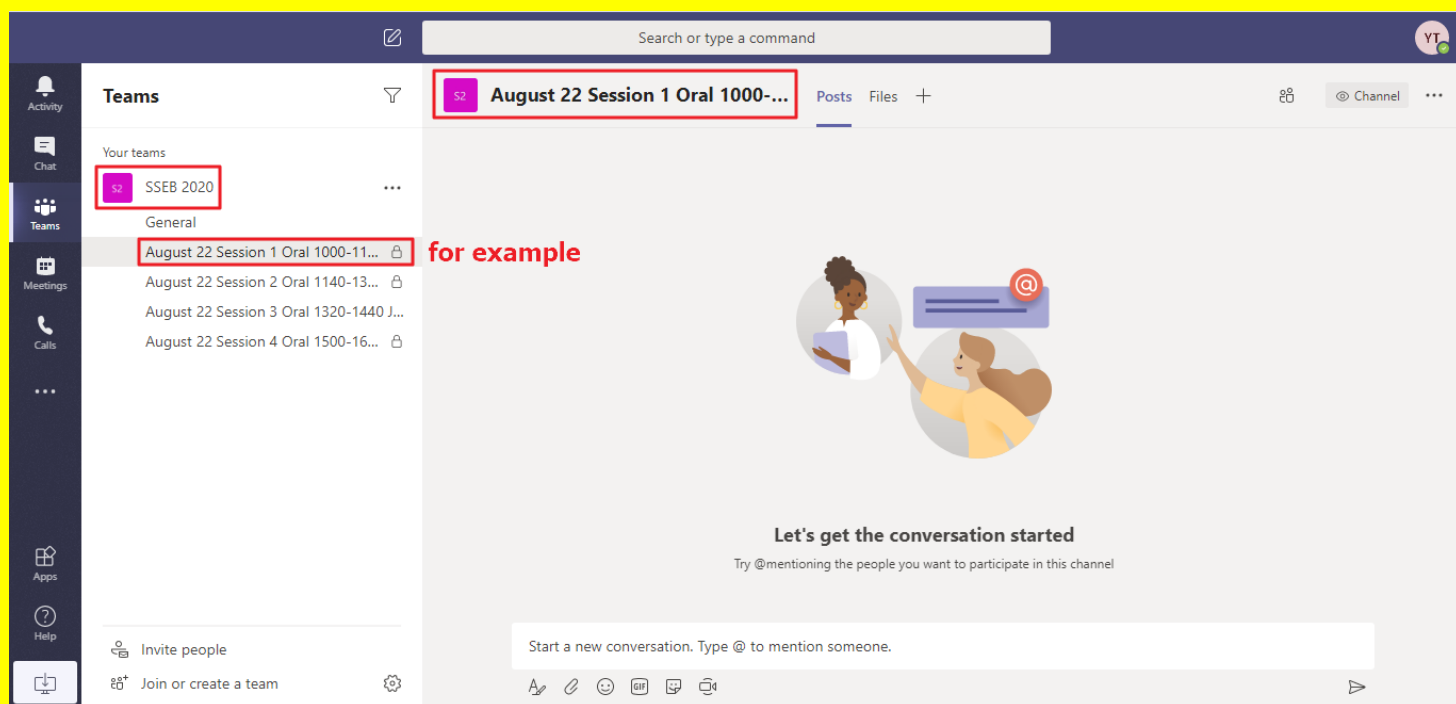 Search or type a command
YT
Activity
Chat
Teams
Meetings
Calls
Apps
Help
Teams
Your teams
S2 SSEB 2020
General
August 22 Session 1 Oral 1000-11...
for example
August 22 Session 2 Oral 1140-13...
August 22 Session 3 Oral 1320-1440 J...
August 22 Session 4 Oral 1500-16...
Invite people
Join or create a team
S2 August 22 Session 1 Oral 1000-... Posts Files
Channel
@
Let's get the conversation started
Try @mentioning the people you want to participate in this channel
Start a new conversation. Type @ to mention someone.
GIF